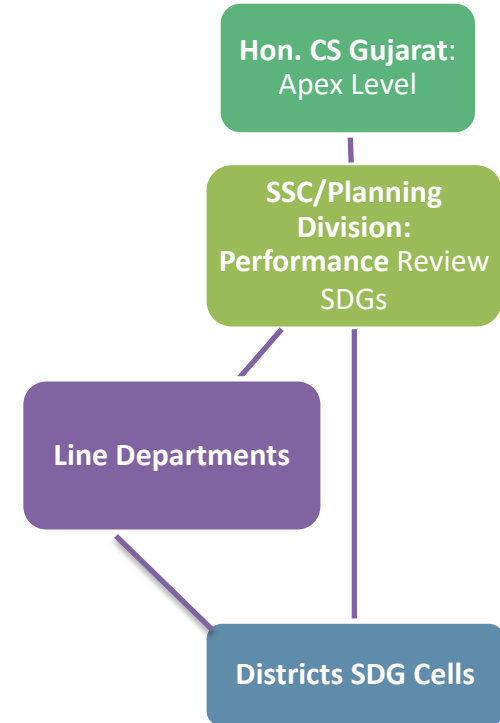 Hon. CS Gujarat:
Apex Level
SSC/Planning
Division:
Performance Review
SDGs
Line Departments
Districts SDG Cells